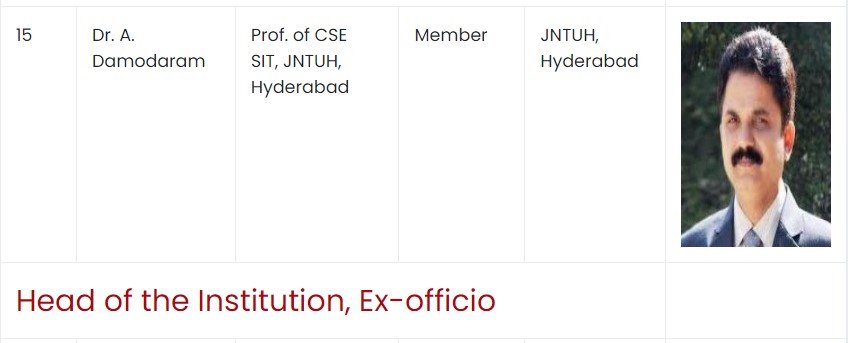 15
Dr. A.
Damodaram
Prof. of CSE
SIT, JNTUH,
Hyderabad
Member
JNTUH,
Hyderabad
Head of the Institution, Ex-officio